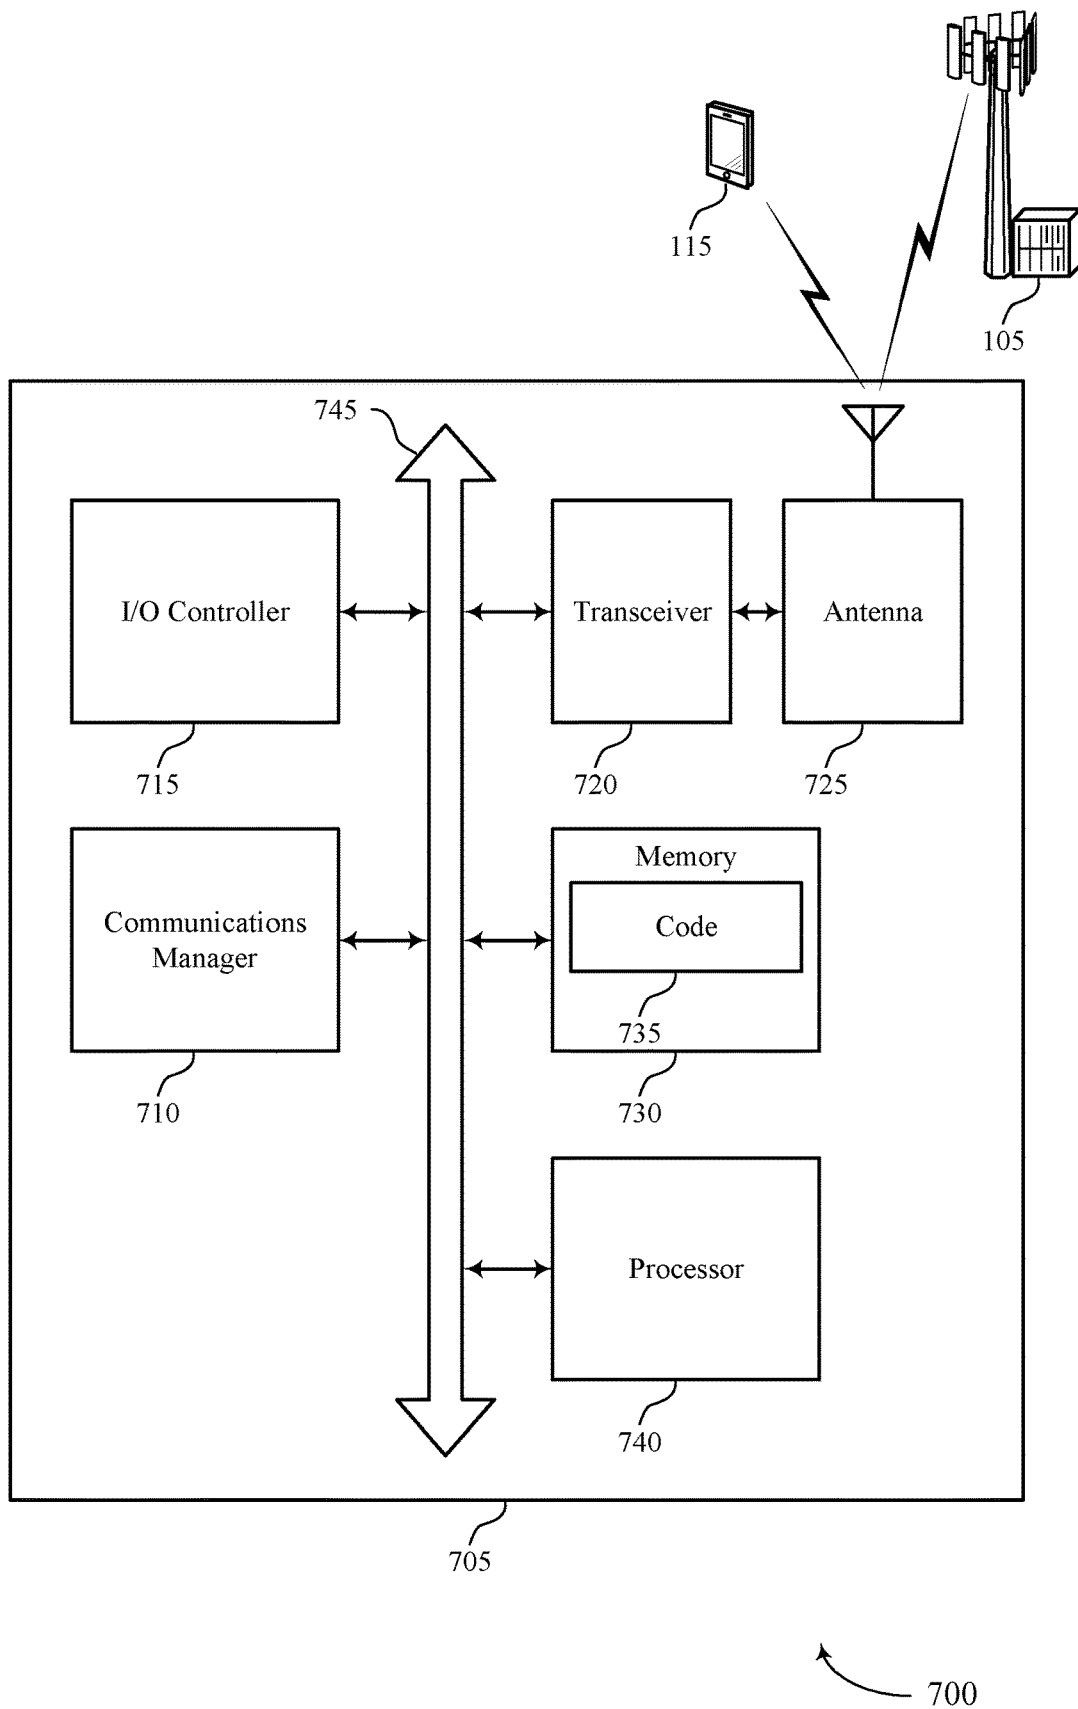 115
105
745
I/O Controller
Transceiver
Antenna
715
720
725
Communications
Manager
Memory
Code
735
710
730
Processor
740
705
700